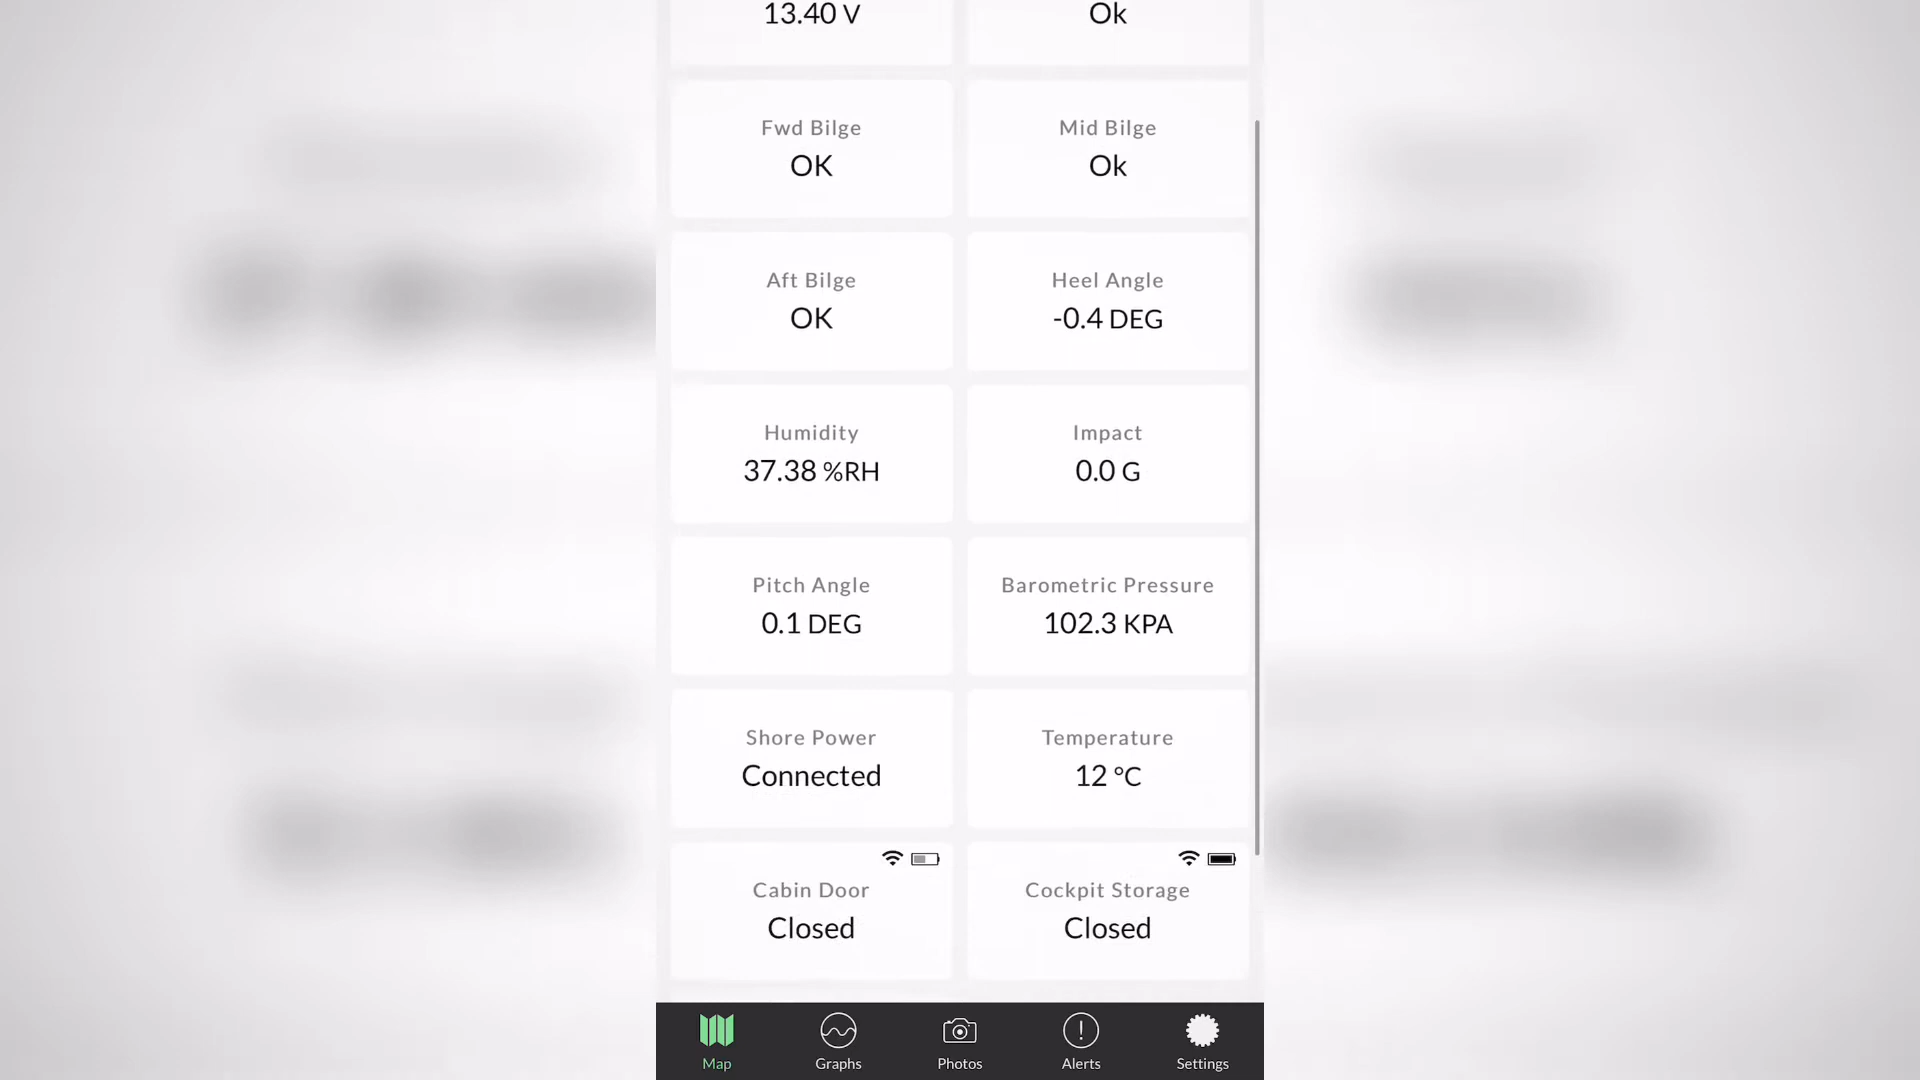 13.40 V Ok
Fwd Bilge Mid Bilge
OK Ok
Aft Bilge Heel Angle
OK -0.4 DEG
Humidity Impact
37.38 %RH 0.0 G
Pitch Angle Barometric Pressure
0.1 DEG 102.3 KPA
Shore Power Temperature
Connected 12 °C
Cabin Door Cockpit Storage
Closed Closed
Map Graphs Photos Alerts Settings